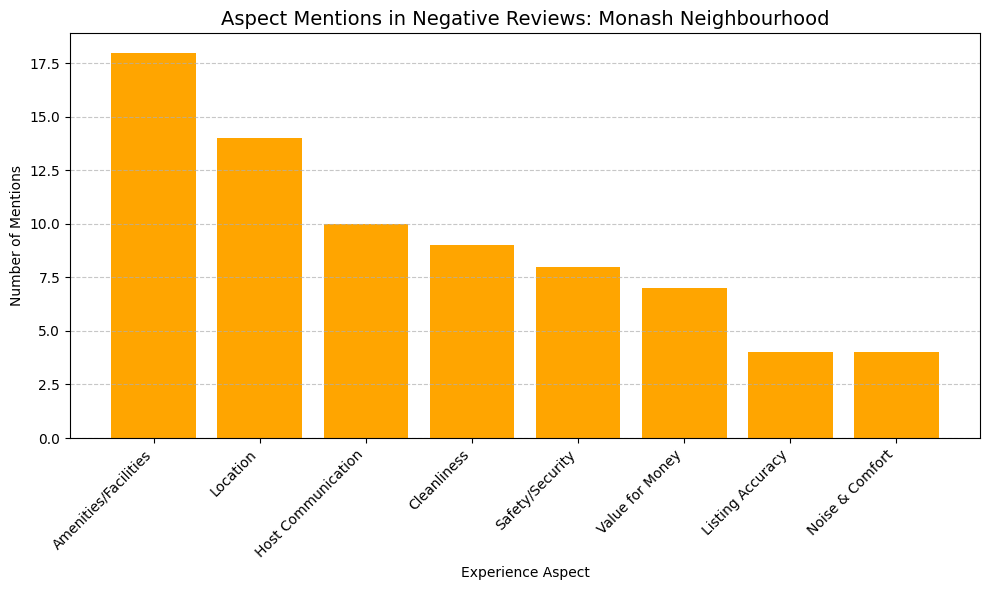 Aspect Mentions in Negative Reviews: Monash Neighbourhood
Number of Mentions
17.5
15.0
12.5
10.0
7.5
5.0
2.5
0.0
Amenities/Facilities
Location
Host Communication
Cleanliness
Safety/Security
Value for Money
Listing Accuracy
Noise & Comfort
Experience Aspect